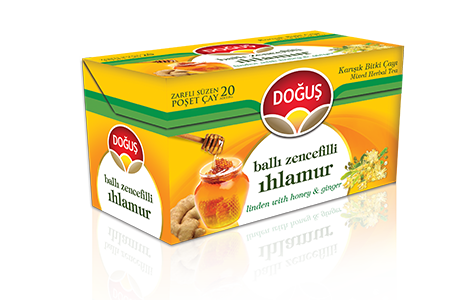 DOĞUŞ
ZARFLI SÜZEN
POŞET ÇAY 20
DOĞUŞ
Karışık Bitki Çayı
Mixed Herbal Tea
ballı zencefilli
ıhlamur
linden with honey & ginger
DOĞUŞ
ballı zencefilli
ıhlamur